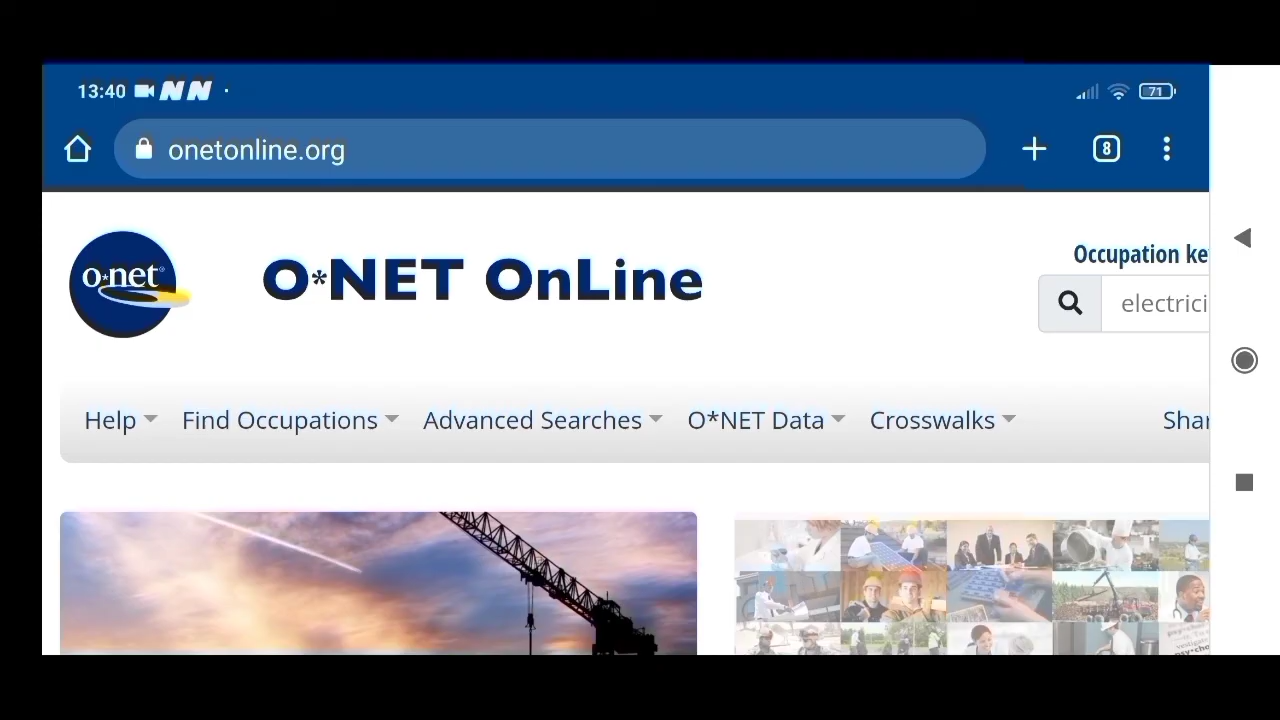 13:40 N N 71
onetonline.org 8
o*net®
O*NET OnLine
Occupation ke
electrici
Help Find Occupations Advanced Searches O*NET Data Crosswalks Shar